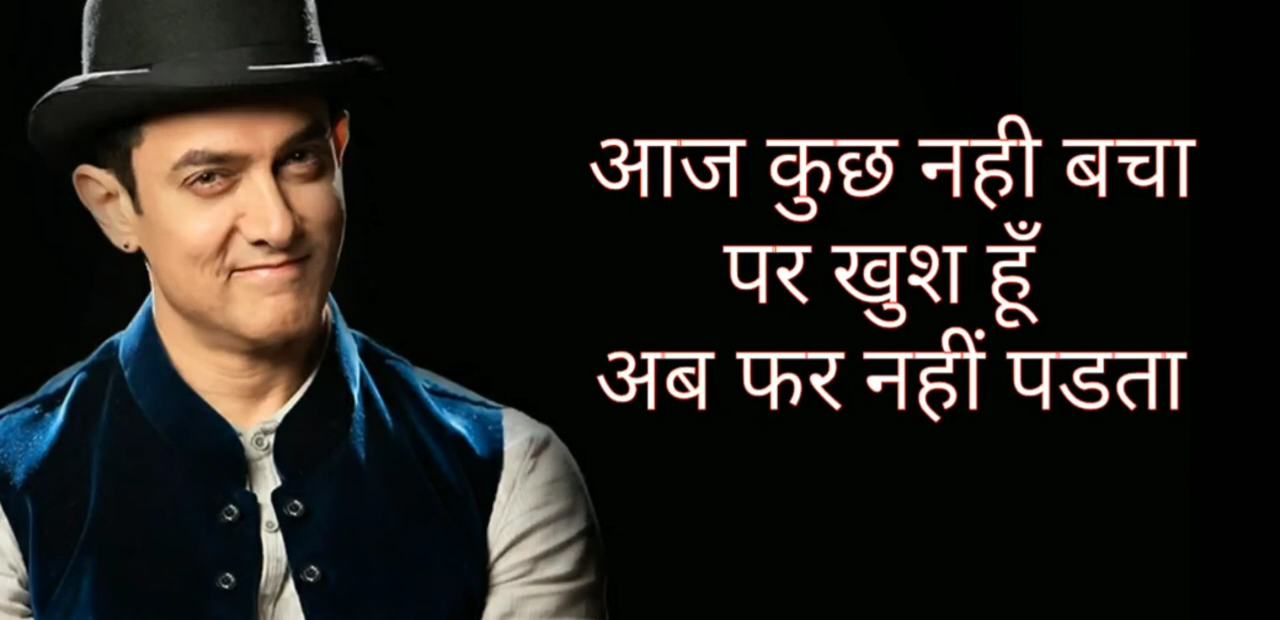 आज कुछ नही बचा
पर खुश हूँ
अब फर नहीं पडता